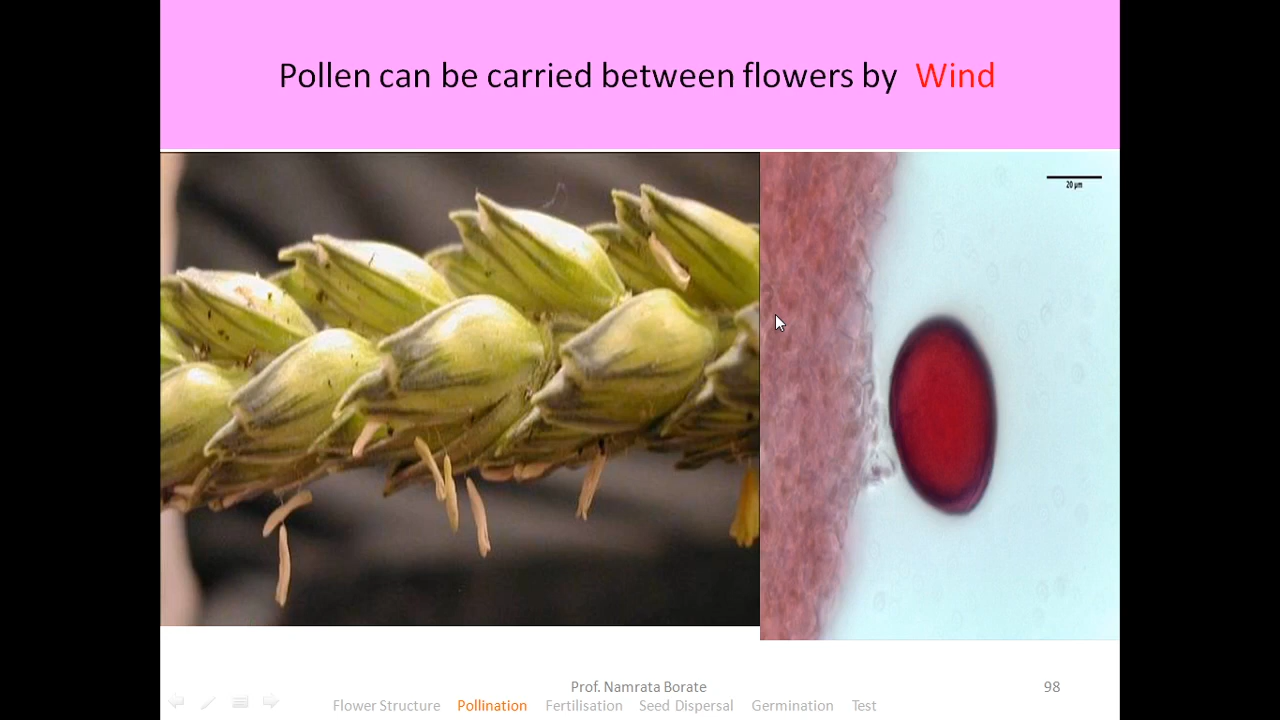 Pollen can be carried between flowers by Wind
20 µm
Prof. Namrata Borate
98
Flower Structure Pollination Fertilisation Seed Dispersal Germination Test